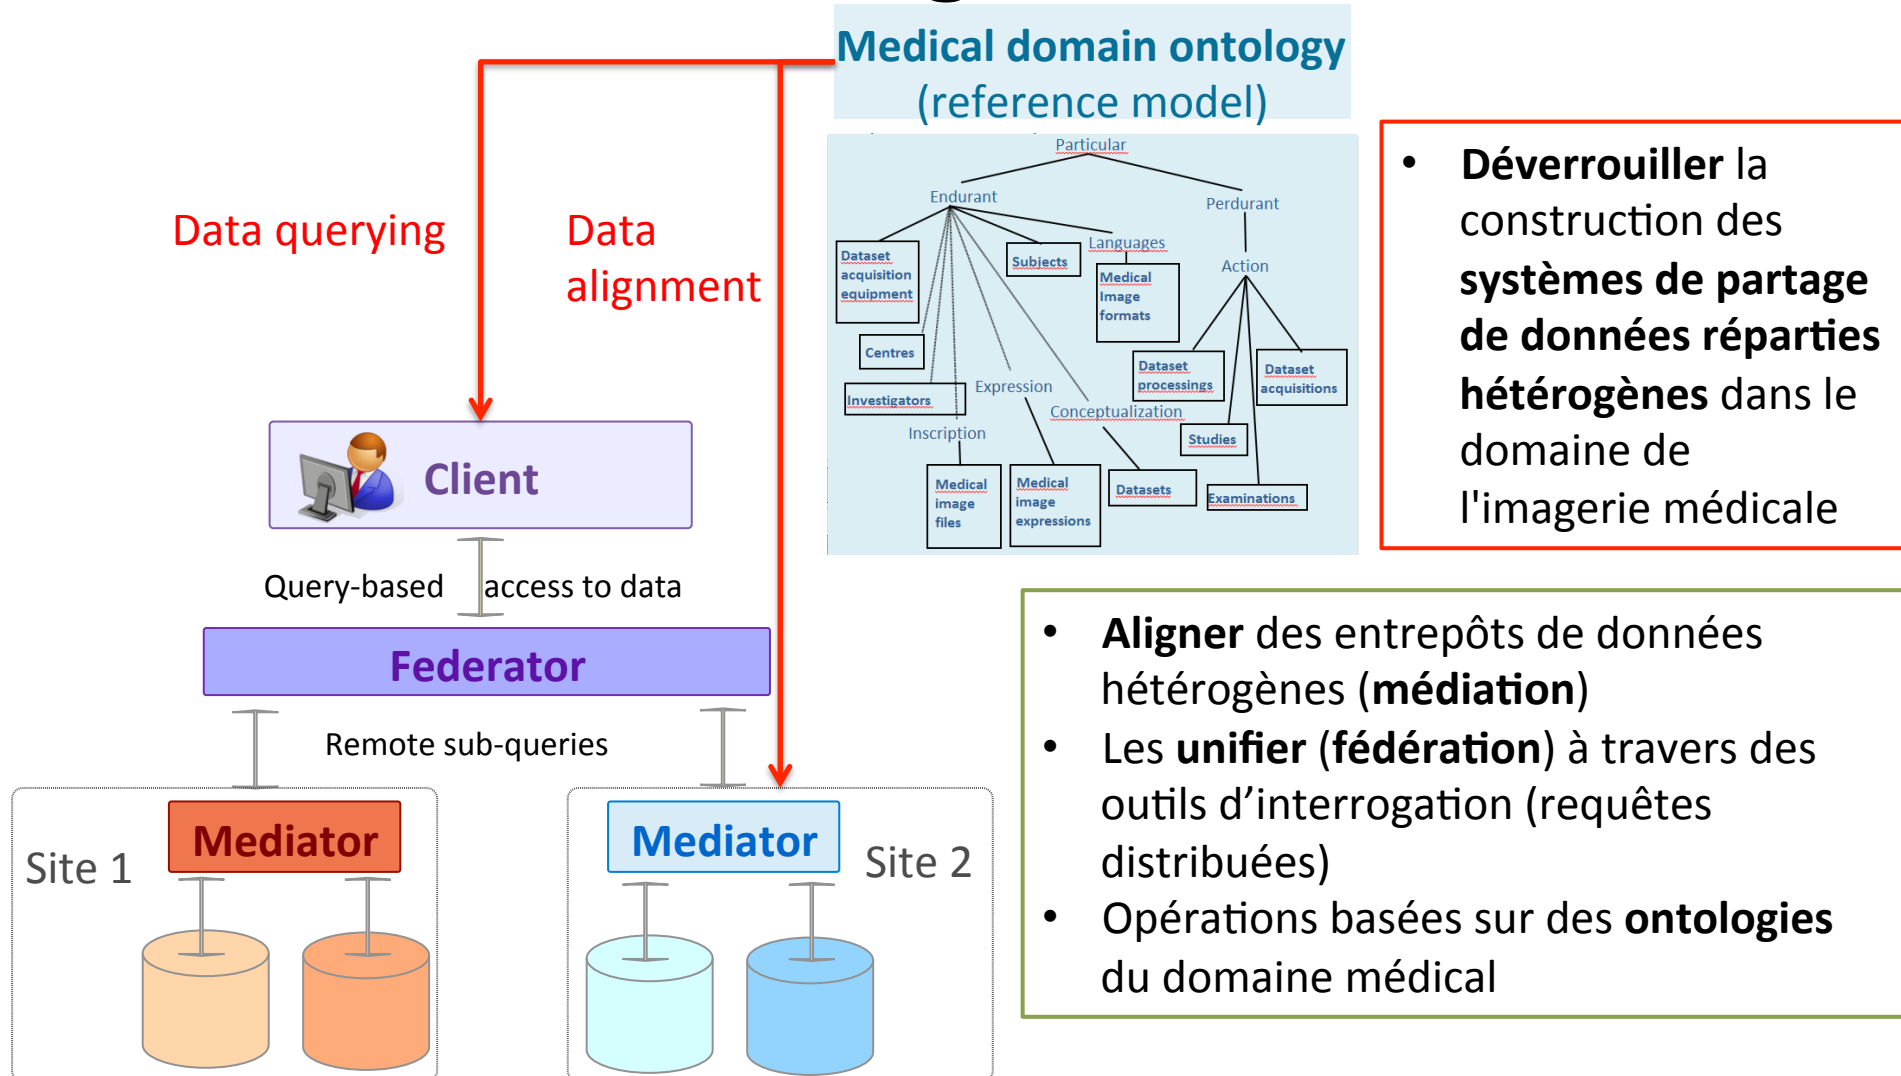 Medical domain ontology
(reference model)
Data querying
Data
alignment
Particular
Endurant
Perdurant
Languages
Action
Dataset
acquisition
equipment
Subjects
Medical
Image
formats
Centres
Investigators
Expression
Conceptualization
Inscription
Dataset
processings
Dataset
acquisitions
Studies
Medical
image
files
Medical
image
expressions
Datasets
Examinations
• Déverrouiller la
construction des
systèmes de partage
de données réparties
hétérogènes dans le
domaine de
l'imagerie médicale
Client
Query-based access to data
Federator
Remote sub-queries
Site 1
Mediator
Mediator
Site 2
• Aligner des entrepôts de données
hétérogènes (médiation)
• Les unifier (fédération) à travers des
outils d’interrogation (requêtes
distribuées)
• Opérations basées sur des ontologies
du domaine médical